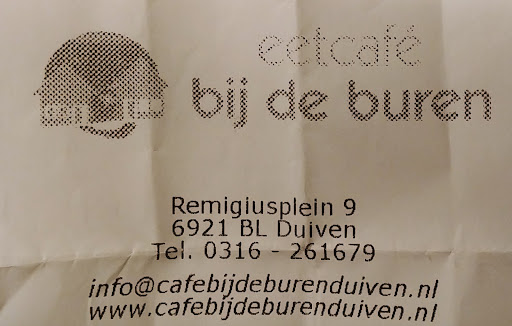 eetcafé
bij de buren
Remigiusplein 9
6921 BL Duiven
Tel. 0316 - 261679
info@cafebijdeburenduiven.nl
www.cafebijdeburenduiven.nl